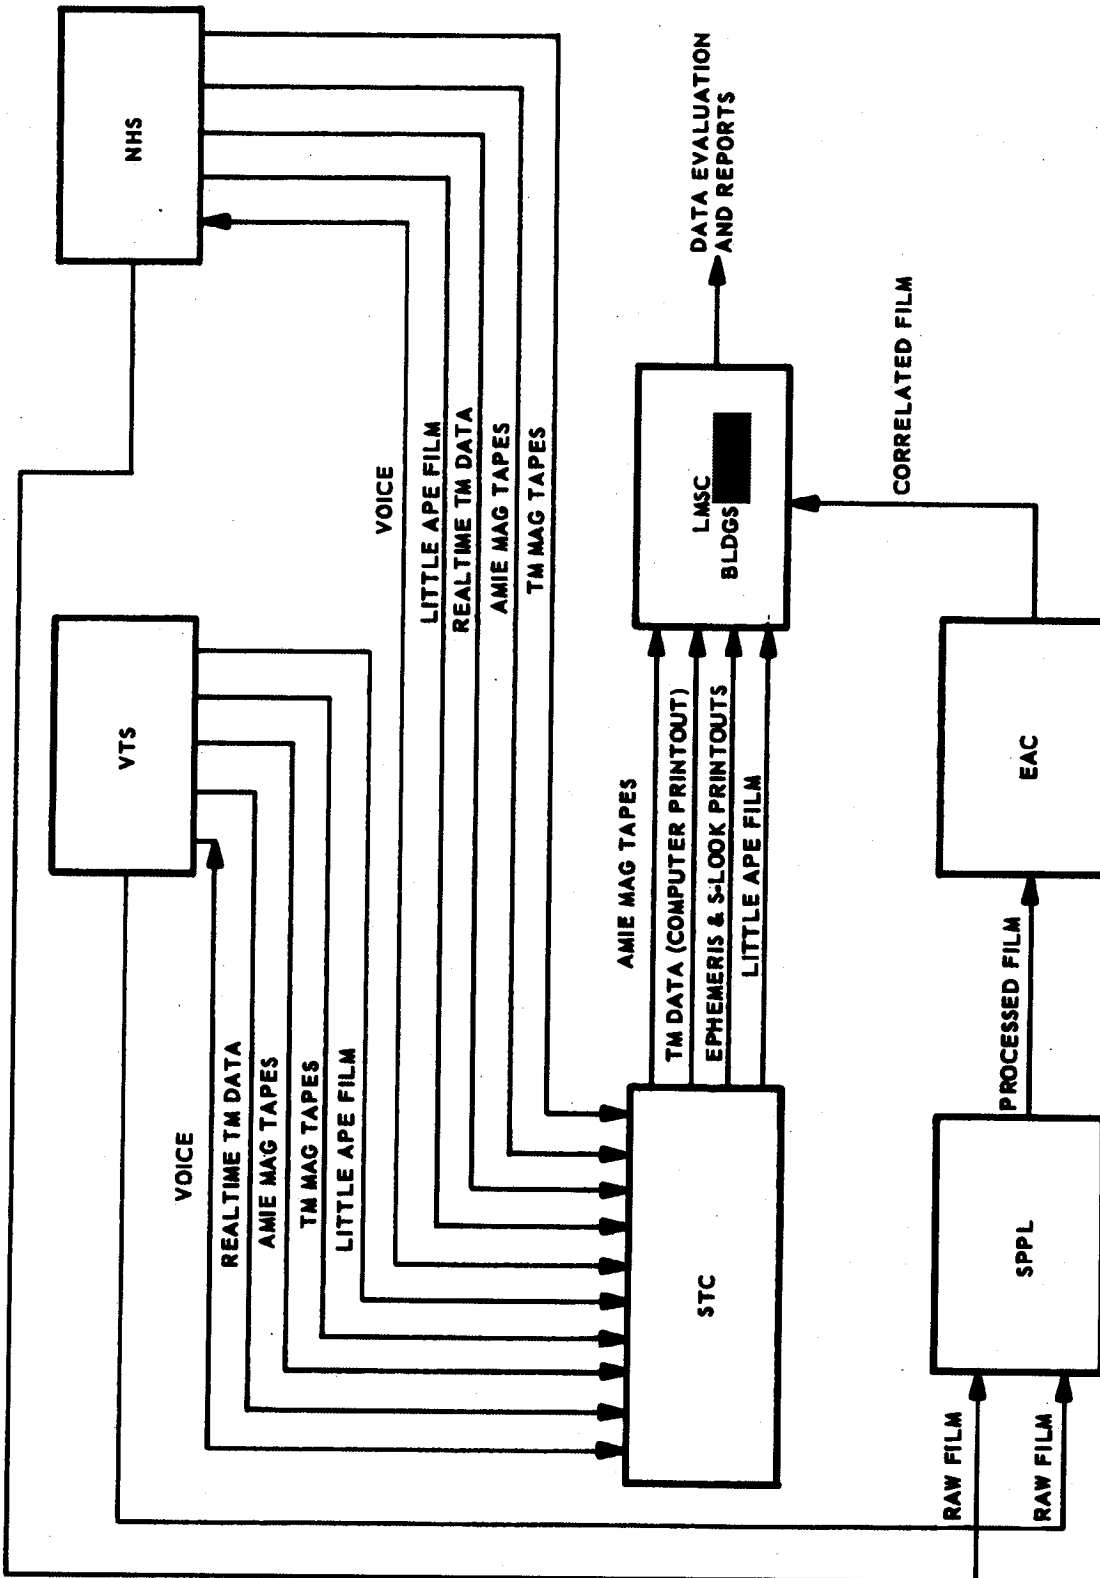 NHS
VTS
VOICE
REALTIME TM DATA
AMIE MAG TAPES
TM MAG TAPES
LITTLE APE FILM
VOICE
LITTLE APE FILM
REALTIME TM DATA
AMIE MAG TAPES
TM MAG TAPES
STC
AMIE MAG TAPES
TM DATA (COMPUTER PRINTOUT)
EPHEMERIS & S-LOOK PRINTOUTS
LITTLE APE FILM
LMSC
BLDGS
DATA EVALUATION
AND REPORTS
CORRELATED FILM
RAW FILM
RAW FILM
SPPL
PROCESSED FILM
EAC